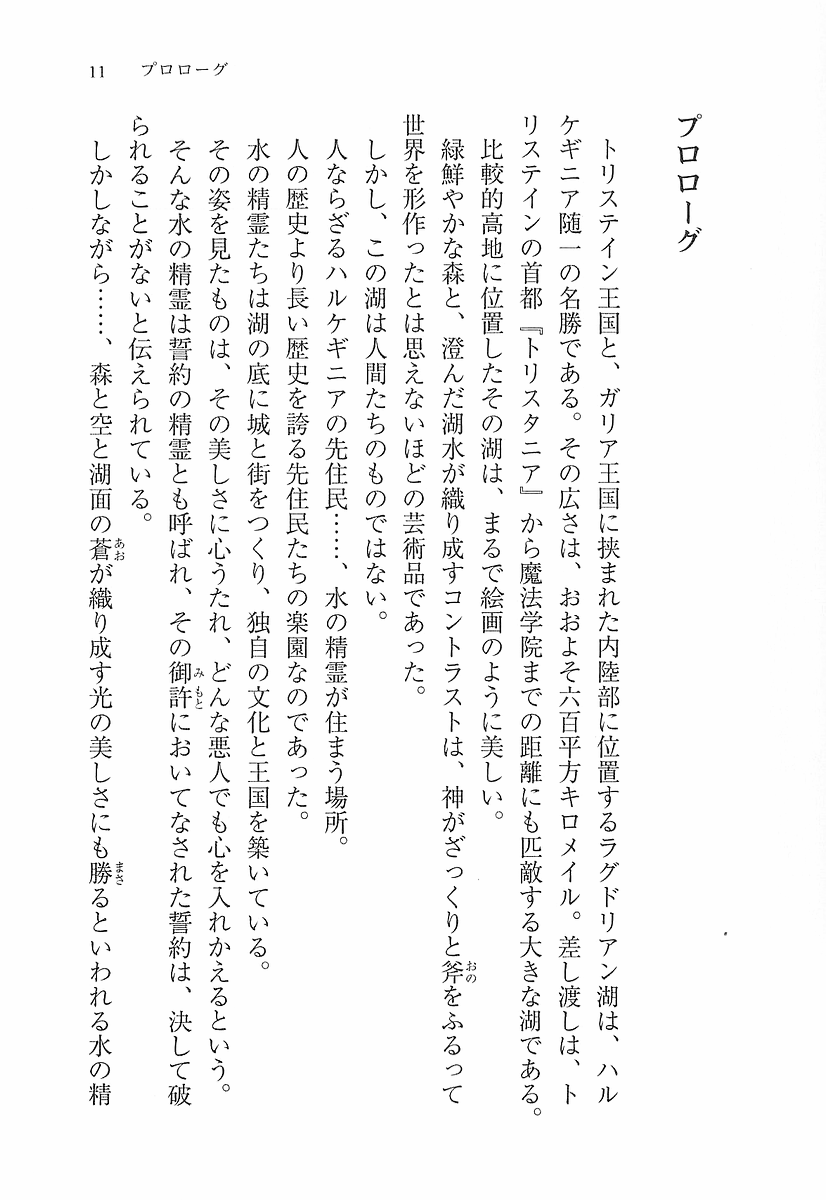 11 プロローグ
プロローグ
トリステイン王国と、ガリア王国に挟まれた内陸部に位置するラグドリアン湖は、ハル
ケギニア随一の名勝である。その広さは、おおよそ六百平方キロメイル。差し渡しは、ト
リステインの首都『トリスタニア』から魔法学院までの距離にも匹敵する大きな湖である。
比較的高地に位置したその湖は、まるで絵画のように美しい。
緑鮮やかな森と、澄んだ湖水が織り成すコントラストは、神がざっくりと斧をふるって
世界を形作ったとは思えないほどの芸術品であった。
しかし、この湖は人間たちのものではない。
人ならざるハルケギニアの先住民……、水の精霊が住まう場所。
人の歴史より長い歴史を誇る先住民たちの楽園なのであった。
水の精霊たちは湖の底に城と街をつくり、独自の文化と王国を築いている。
その姿を見たものは、その美しさに心うたれ、どんな悪人でも心を入れかえるという。
そんな水の精霊は誓約の精霊とも呼ばれ、その御許においてなされた誓約は、決して破
られることがないと伝えられている。
しかしながら……、森と空と湖面の蒼が織り成す光の美しさにも勝るといわれる水の精